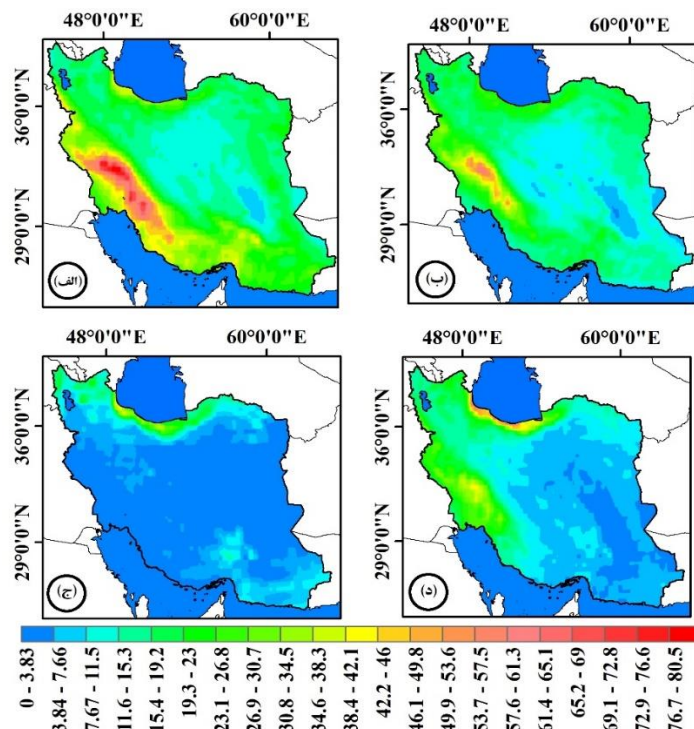 48°0'0"E 60°0'0"E
48°0'0"E 60°0'0"E
36°0'0"N
36°0'0"N
29°0'0"N
29°0'0"N
(الف)
(ب)
48°0'0"E 60°0'0"E
48°0'0"E 60°0'0"E
36°0'0"N
36°0'0"N
29°0'0"N
29°0'0"N
(ج)
(د)
0 - 3.83
3.84 - 7.66
7.67 - 11.5
11.6 - 15.3
15.4 - 19.2
19.3 - 23
23.1 - 26.8
26.9 - 30.7
30.8 - 34.5
34.6 - 38.3
38.4 - 42.1
42.2 - 46
46.1 - 49.8
49.9 - 53.6
53.7 - 57.5
57.6 - 61.3
61.4 - 65.1
65.2 - 69
69.1 - 72.8
72.9 - 76.6
76.7 - 80.5